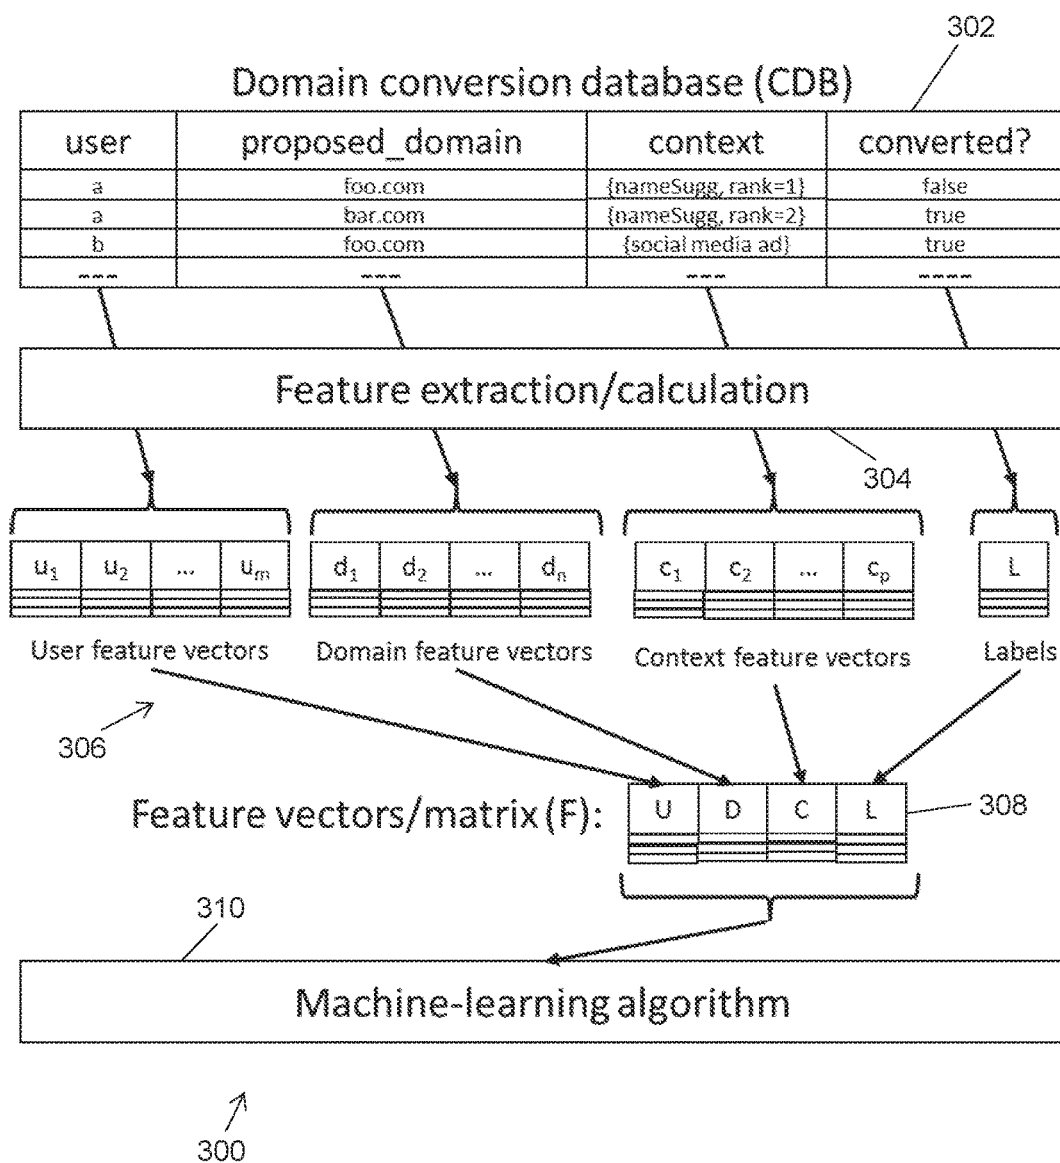 302
Domain conversion database (CDB)
user proposed_domain context converted?
a foo.com {nameSugg, rank=1} false
a bar.com {nameSugg, rank=2} true
b foo.com {social media ad} true
--- --- --- ----
Feature extraction/calculation
304
u1 u2 ... um d1 d2 ... dn c1 c2 ... cp L
User feature vectors Domain feature vectors Context feature vectors Labels
306
Feature vectors/matrix (F): U D C L 308
310
Machine-learning algorithm
300